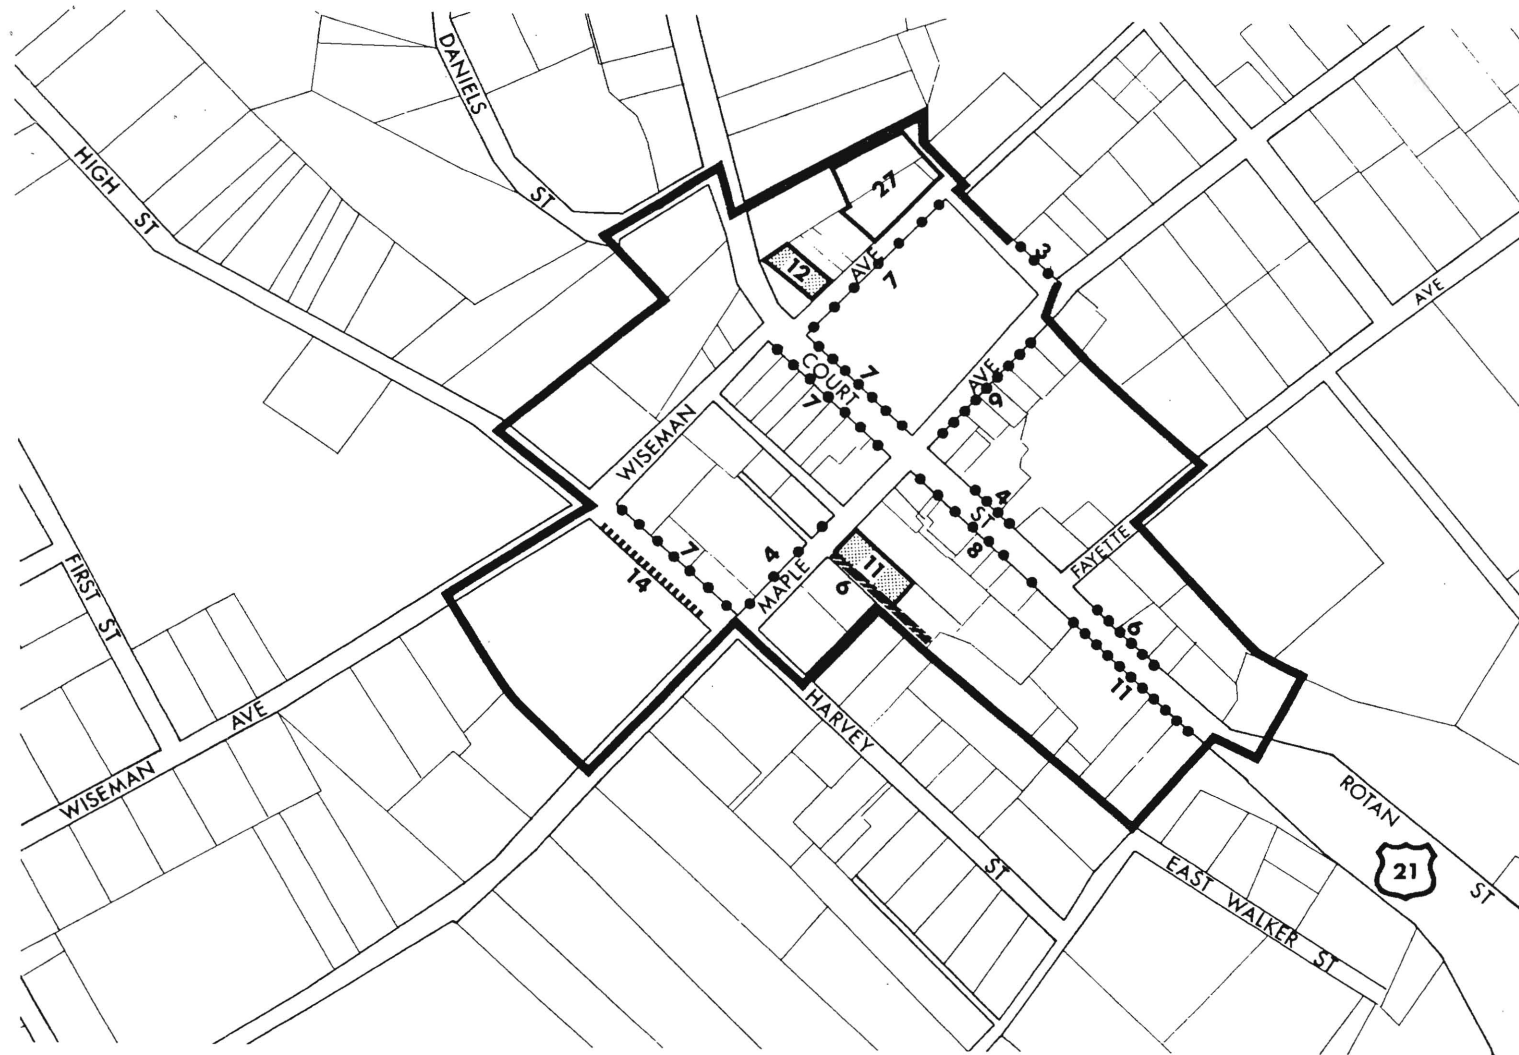 DANIELS
ST
HIGH
ST
27
3
12
AVE
7
AVE
7
COURT
7
AVE
9
WISEMAN
4
ST
8
7
4
11
FAYETTE
14
MAPLE
6
FIRST
ST
6
11
AVE
HARVEY
WISEMAN
ROTAN
21
ST
ST
EAST WALKER ST